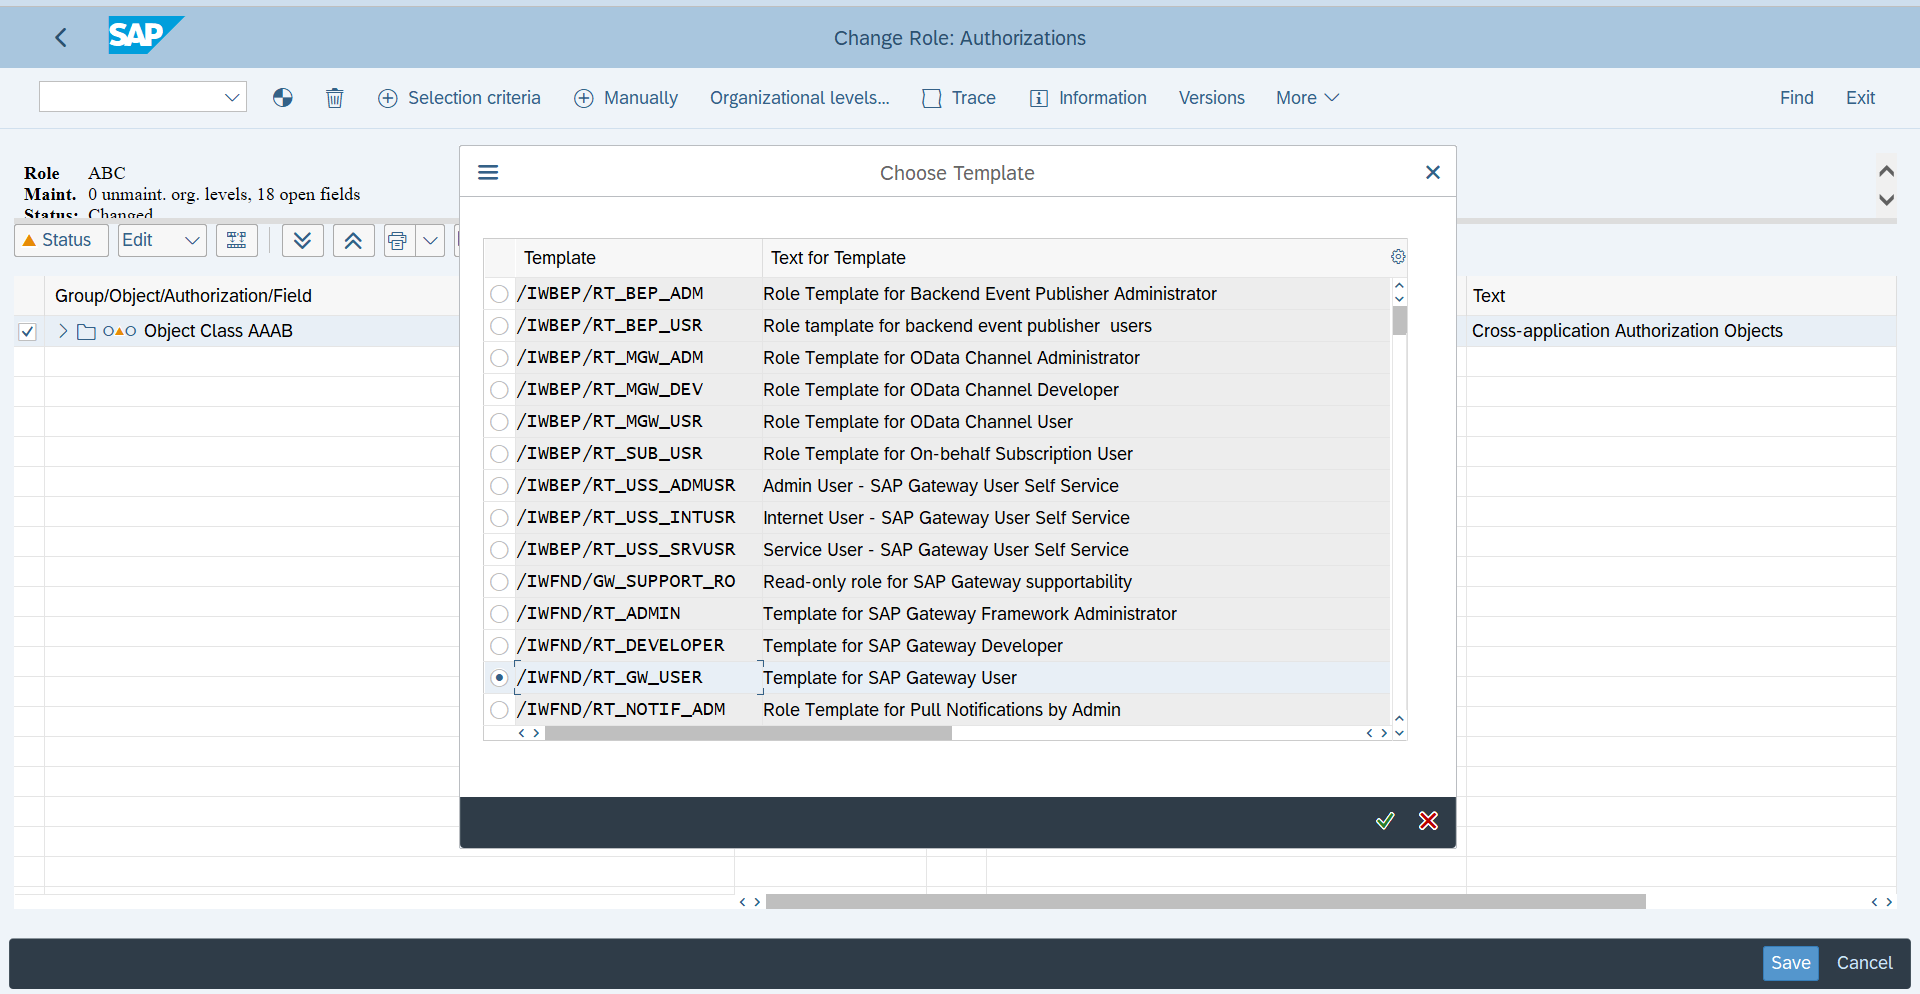 SAP
Change Role: Authorizations
Selection criteria Manually Organizational levels... Trace Information Versions More Find Exit
Role ABC
Maint. 0 unmaint. org. levels, 18 open fields
Status: Changed
Status Edit
Group/Object/Authorization/Field Text
Object Class AAAB Cross-application Authorization Objects
Choose Template
Template Text for Template
/IWBEP/RT_BEP_ADM Role Template for Backend Event Publisher Administrator
/IWBEP/RT_BEP_USR Role tamplate for backend event publisher  users
/IWBEP/RT_MGW_ADM Role Template for OData Channel Administrator
/IWBEP/RT_MGW_DEV Role Template for OData Channel Developer
/IWBEP/RT_MGW_USR Role Template for OData Channel User
/IWBEP/RT_SUB_USR Role Template for On-behalf Subscription User
/IWBEP/RT_USS_ADMUSR Admin User - SAP Gateway User Self Service
/IWBEP/RT_USS_INTUSR Internet User - SAP Gateway User Self Service
/IWBEP/RT_USS_SRVUSR Service User - SAP Gateway User Self Service
/IWFND/GW_SUPPORT_RO Read-only role for SAP Gateway supportability
/IWFND/RT_ADMIN Template for SAP Gateway Framework Administrator
/IWFND/RT_DEVELOPER Template for SAP Gateway Developer
/IWFND/RT_GW_USER Template for SAP Gateway User
/IWFND/RT_NOTIF_ADM Role Template for Pull Notifications by Admin
Save Cancel